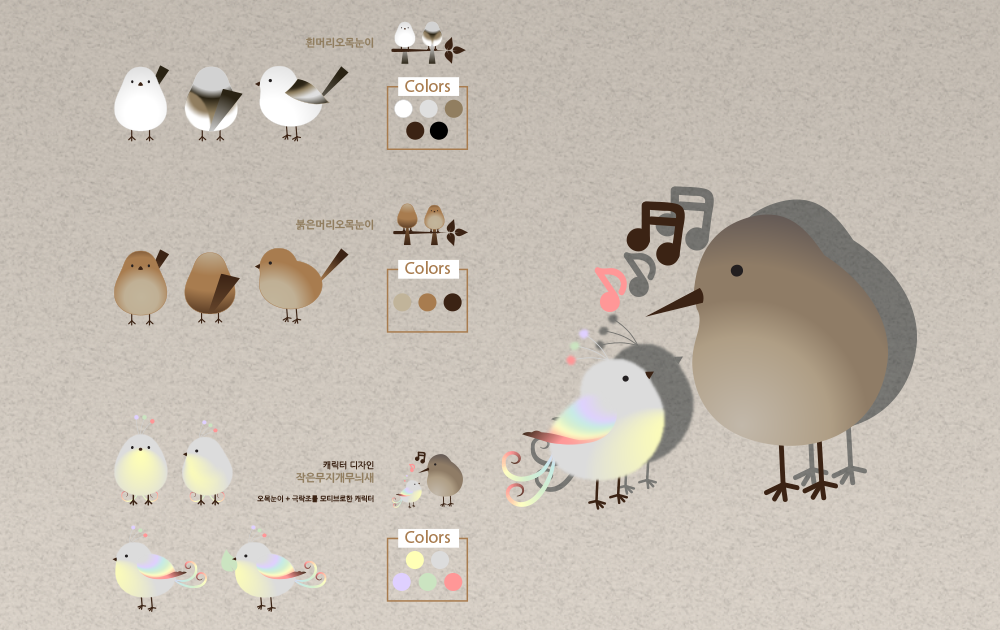 흰머리오목눈이
Colors
붉은머리오목눈이
Colors
캐릭터 디자인
작은무지개무늬새
오목눈이 + 극락조를 모티브로한 캐릭터
Colors